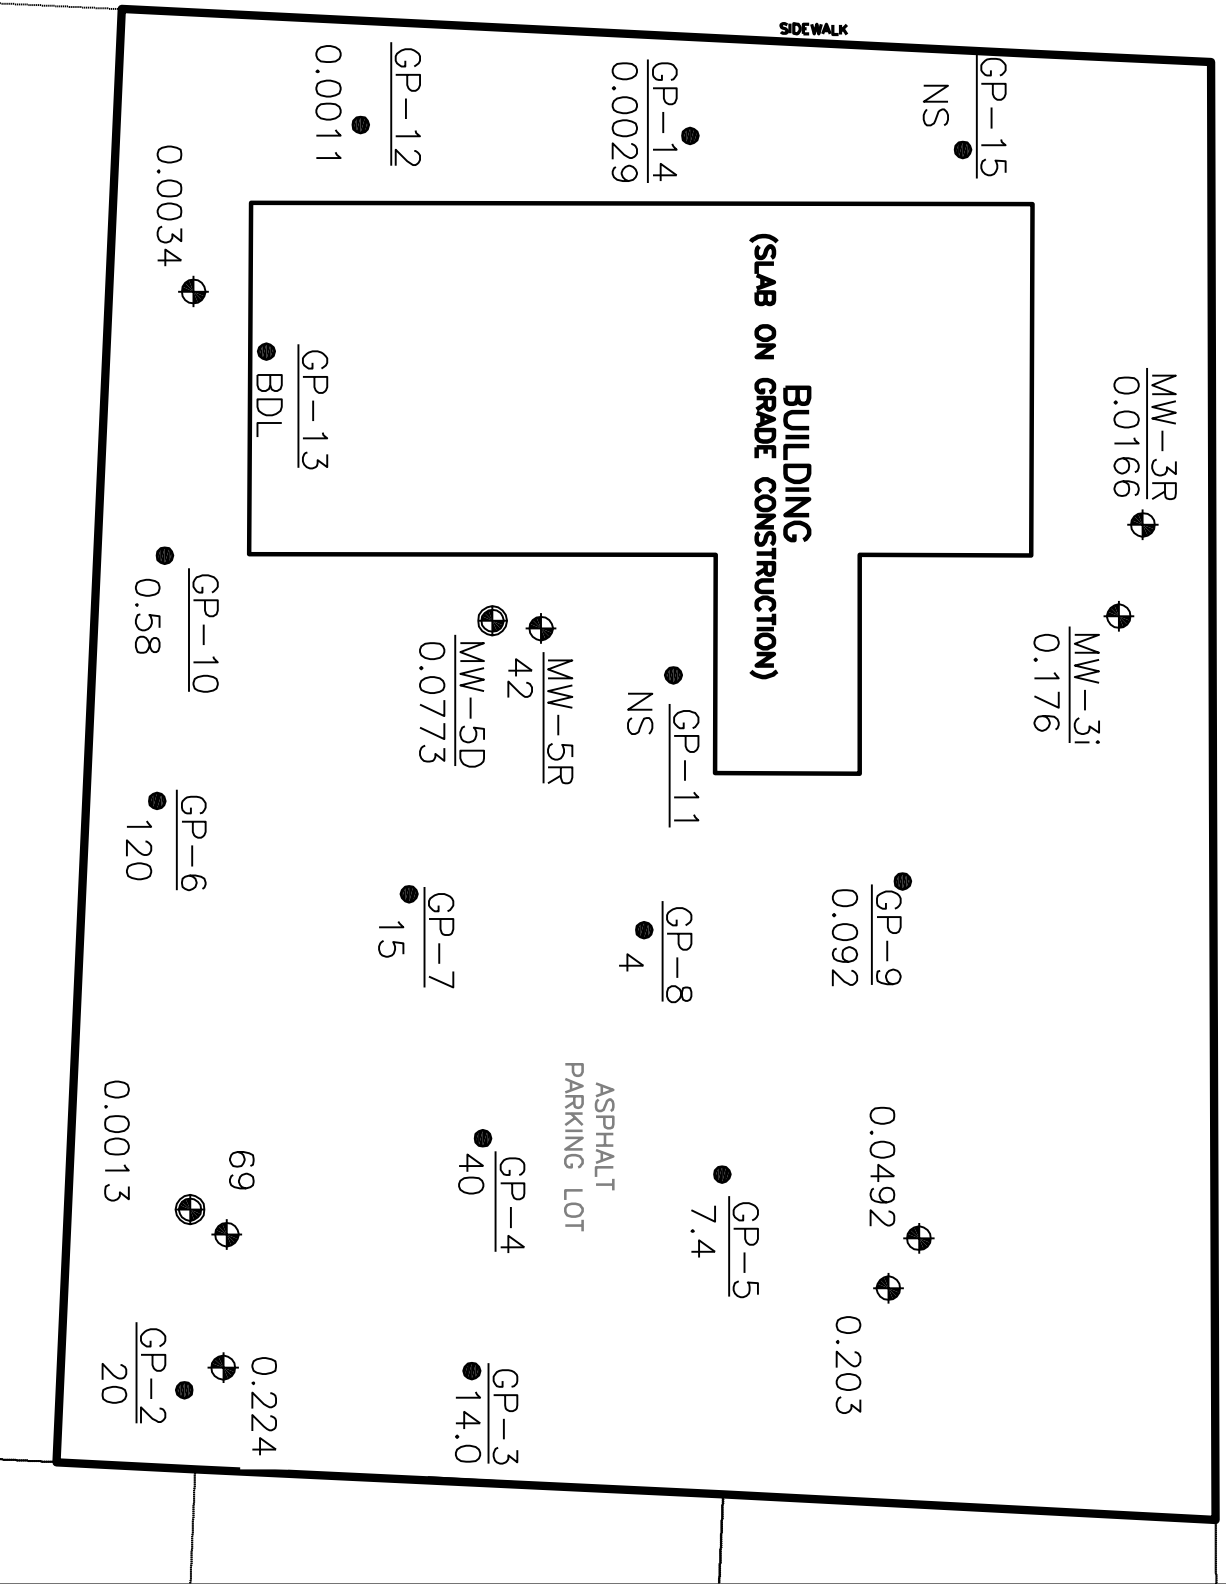 SIDEWALK
GP-15
NS
GP-14
0.00029
GP-12
0.0011
0.0034
BUILDING
(SLAB ON GRADE CONSTRUCTION)
GP-13
BDL
MW-3R
0.0166
MW-3i
0.176
GP-10
0.58
MW-5R
42
MW-5D
0.0773
GP-11
NS
GP-6
120
GP-7
15
GP-8
4
GP-9
0.092
ASPHALT
PARKING LOT
0.0013
69
GP-4
40
GP-5
7.4
0.0492
0.203
GP-2
20
0.224
GP-3
14.0